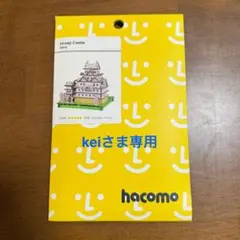 Himeji Castle
keiさま専用
hacomo